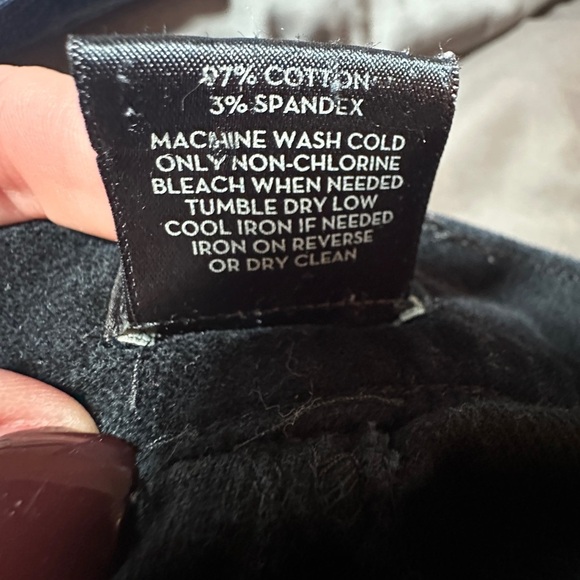 97% COTTON
3% SPANDEX
MACHINE WASH COLD
ONLY NON-CHLORINE
BLEACH WHEN NEEDED
TUMBLE DRY LOW
COOL IRON IF NEEDED
IRON ON REVERSE
OR DRY CLEAN